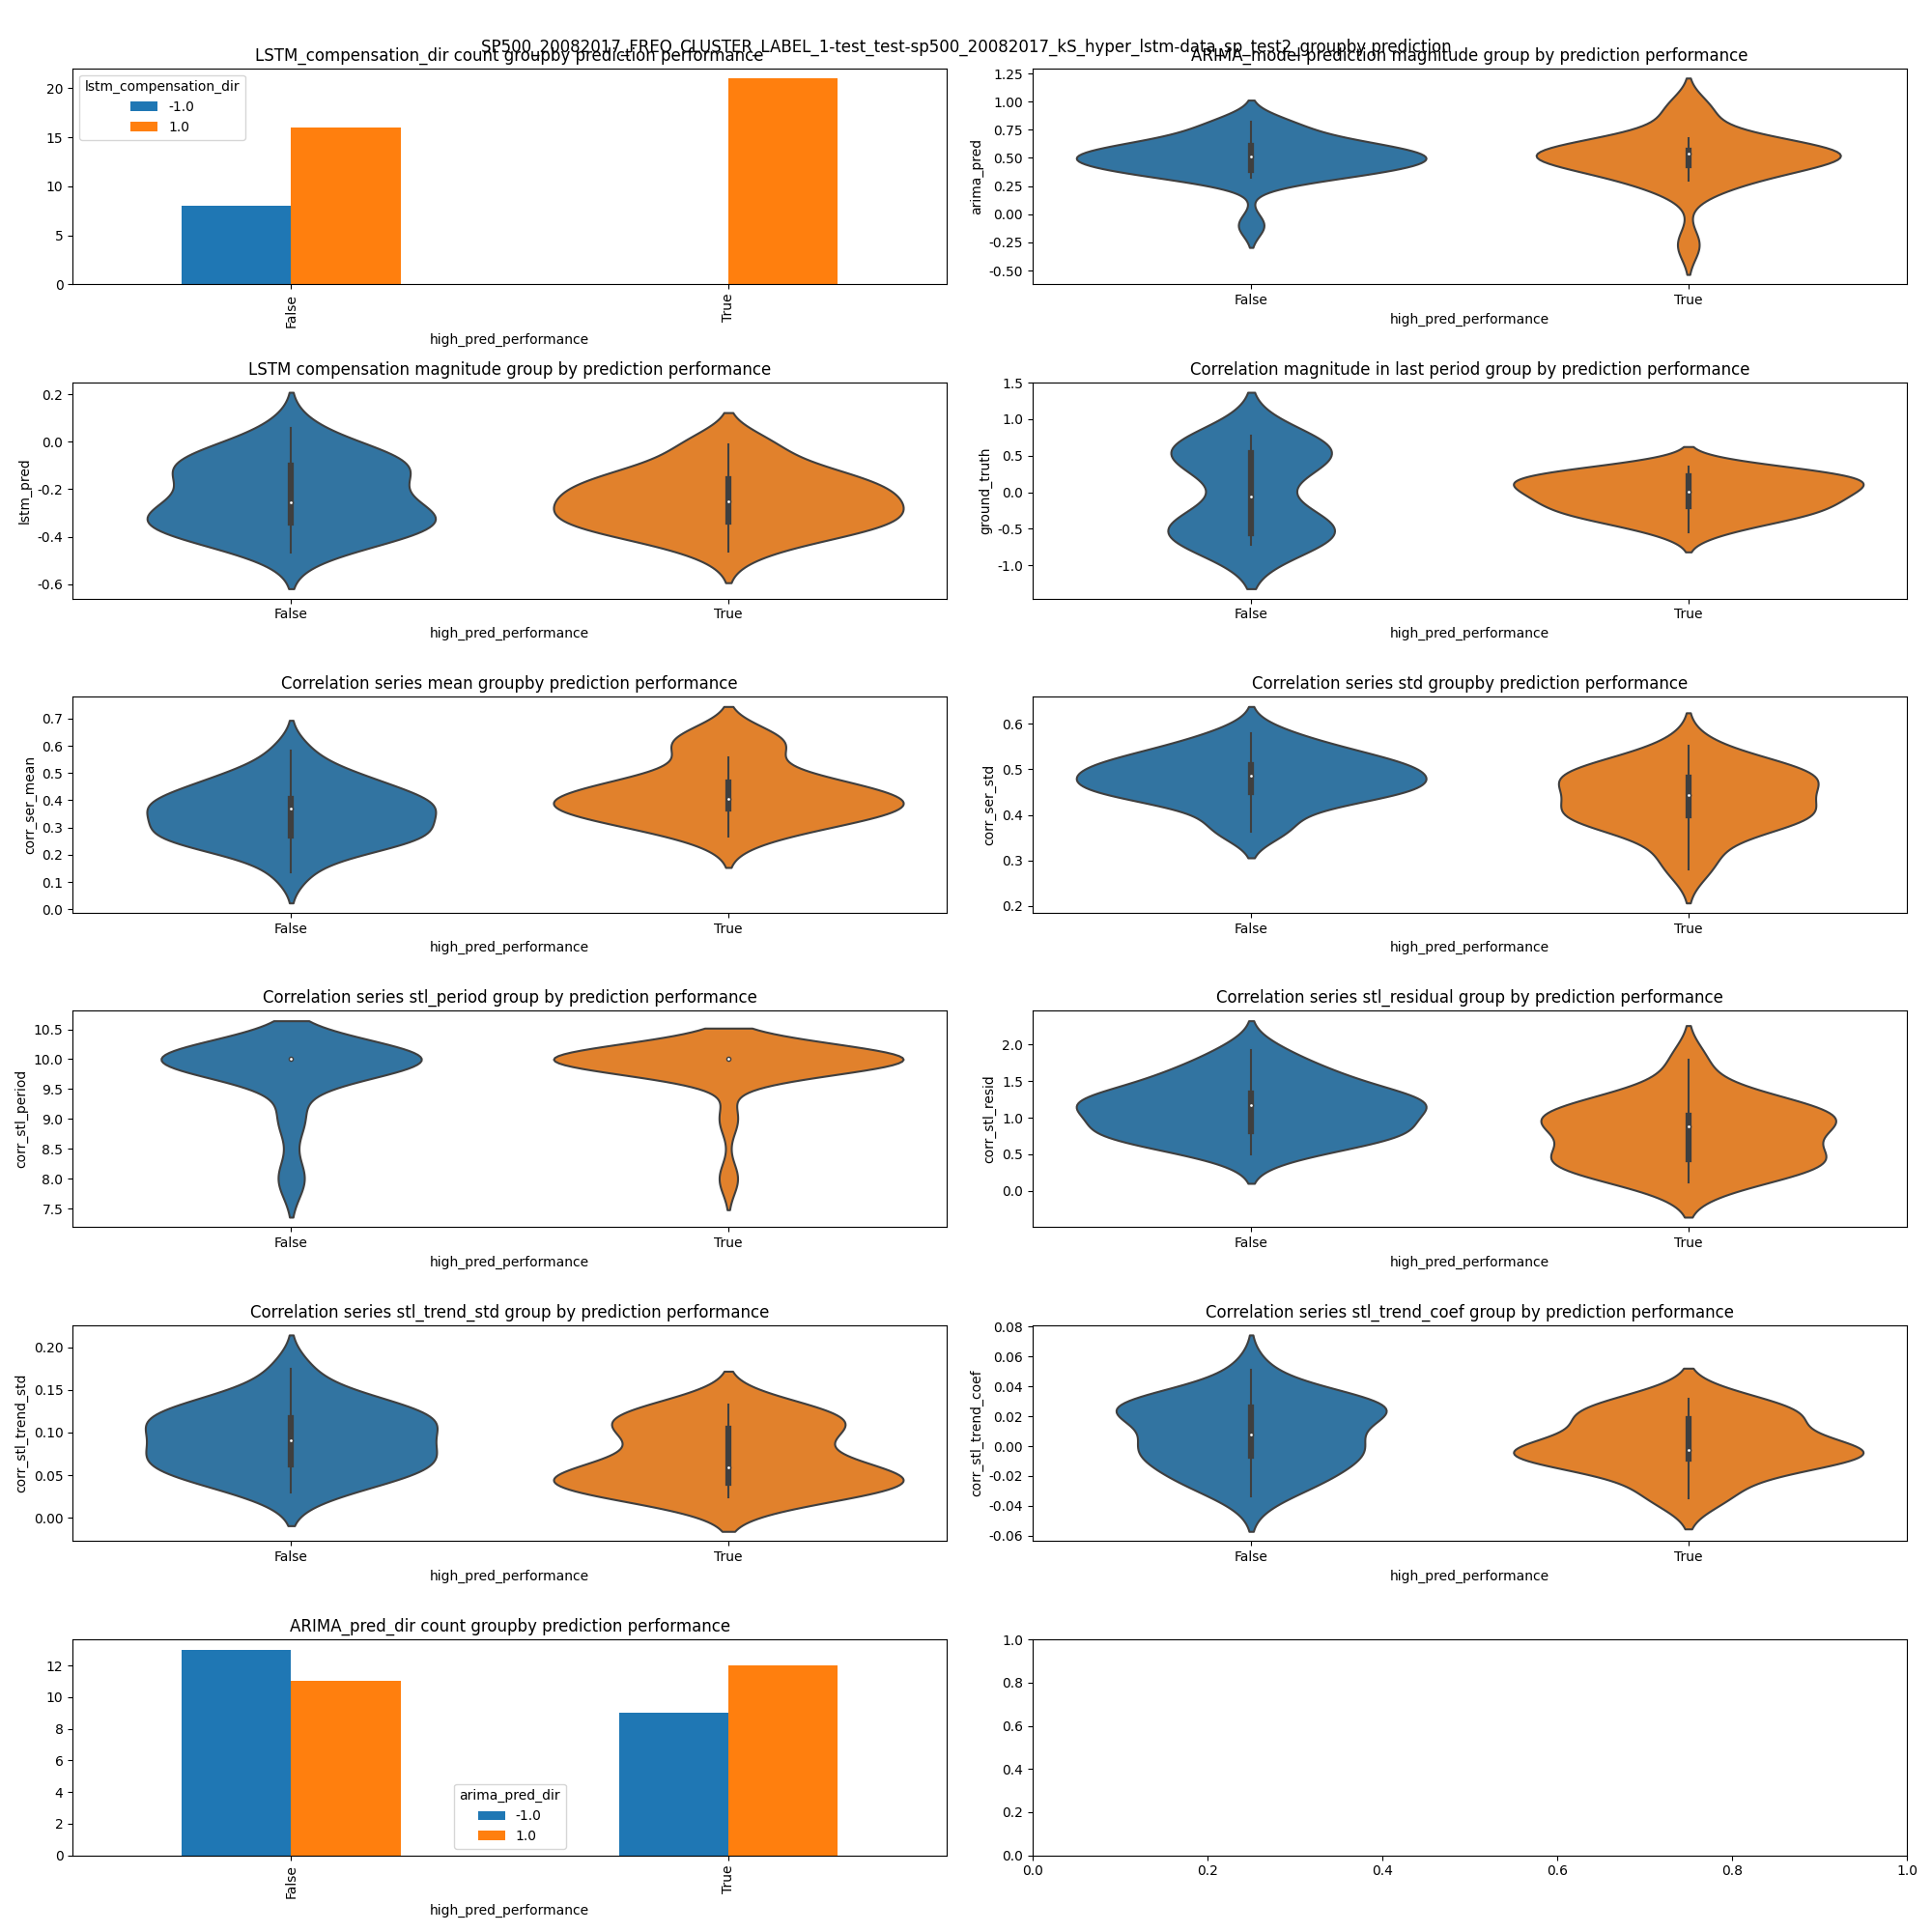 SP500_20082017_FREQ_CLUSTER_LABEL_1-test_test-sp500_20082017_kS_hyper_lstm-data_sp_test2_groupby prediction
LSTM_compensation_dir count groupby prediction performance
lstm_compensation_dir
-1.0
1.0
20
15
10
5
0
False
True
high_pred_performance
ARIMA_model prediction magnitude group by prediction performance
arima_pred
1.25
1.00
0.75
0.50
0.25
0.00
-0.25
-0.50
False
True
high_pred_performance
LSTM compensation magnitude group by prediction performance
lstm_pred
0.2
0.0
-0.2
-0.4
-0.6
False
True
high_pred_performance
Correlation magnitude in last period group by prediction performance
ground_truth
1.5
1.0
0.5
0.0
-0.5
-1.0
False
True
high_pred_performance
Correlation series mean groupby prediction performance
corr_ser_mean
0.7
0.6
0.5
0.4
0.3
0.2
0.1
0.0
False
True
high_pred_performance
Correlation series std groupby prediction performance
corr_ser_std
0.6
0.5
0.4
0.3
0.2
False
True
high_pred_performance
Correlation series stl_period group by prediction performance
corr_stl_period
10.5
10.0
9.5
9.0
8.5
8.0
7.5
False
True
high_pred_performance
Correlation series stl_residual group by prediction performance
corr_stl_resid
2.0
1.5
1.0
0.5
0.0
False
True
high_pred_performance
Correlation series stl_trend_std group by prediction performance
corr_stl_trend_std
0.20
0.15
0.10
0.05
0.00
False
True
high_pred_performance
Correlation series stl_trend_coef group by prediction performance
corr_stl_trend_coef
0.08
0.06
0.04
0.02
0.00
-0.02
-0.04
-0.06
False
True
high_pred_performance
ARIMA_pred_dir count groupby prediction performance
12
10
8
6
4
2
0
arima_pred_dir
-1.0
1.0
False
True
high_pred_performance
1.0
0.8
0.6
0.4
0.2
0.0
0.0
0.2
0.4
0.6
0.8
1.0